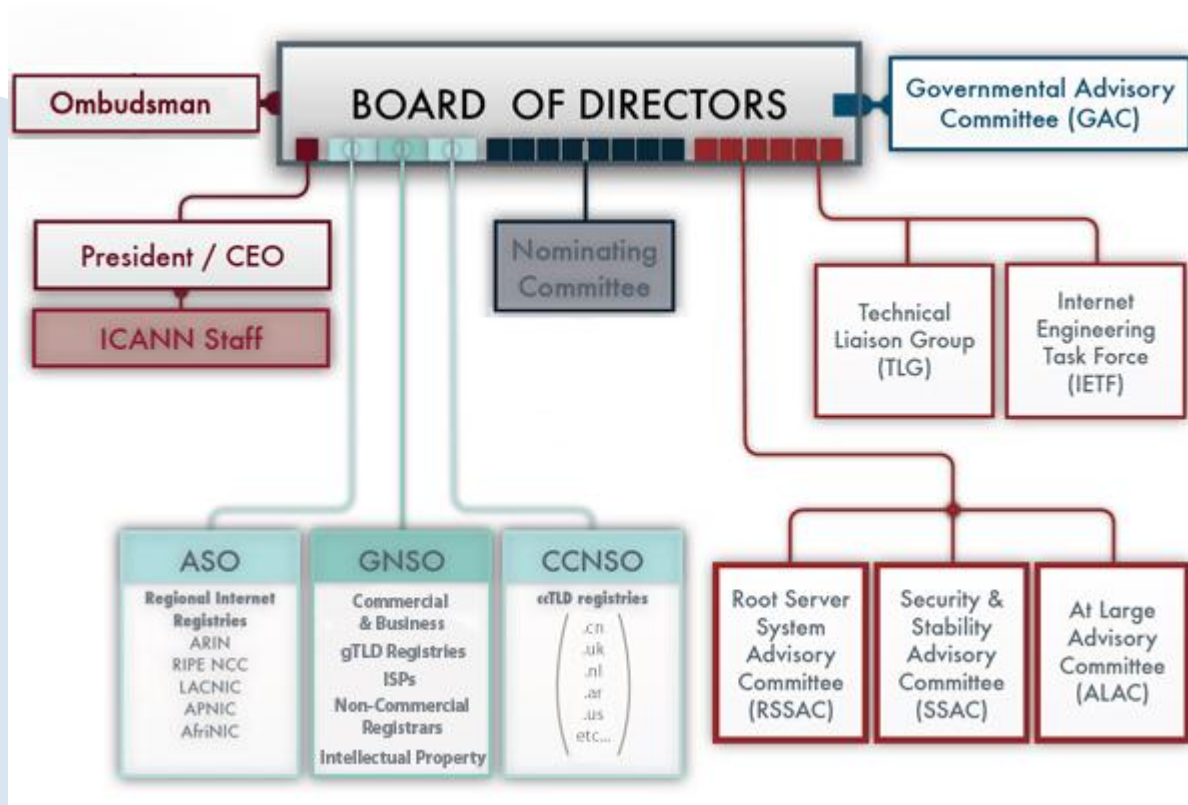 BOARD OF DIRECTORS
Ombudsman
Governmental Advisory
Committee (GAC)
President / CEO
ICANN Staff
Nominating
Committee
Technical
Liaison Group
(TLG)
Internet
Engineering
Task Force
(IETF)
ASO
Regional Internet
Registries
ARIN
RIPE NCC
LACNIC
APNIC
AfriNIC
GNSO
Commercial
& Business
gTLD Registries
ISPs
Non-Commercial
Registrars
Intellectual Property
CCNSO
ccTLD registries
.cn
.uk
.nl
.ar
.us
etc...
Root Server
System
Advisory
Committee
(RSSAC)
Security &
Stability
Advisory
Committee
(SSAC)
At Large
Advisory
Committee
(ALAC)